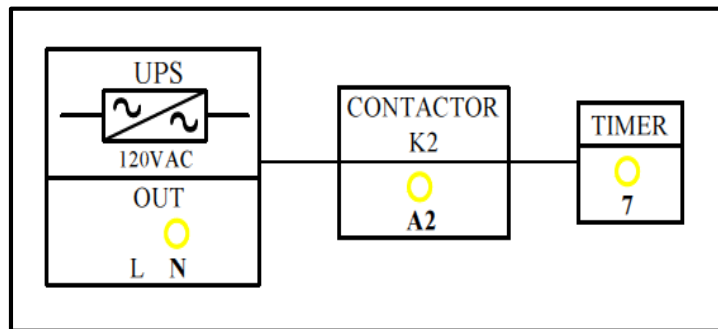 UPS
120VAC
OUT
L N
CONTACTOR
K2
A2
TIMER
7